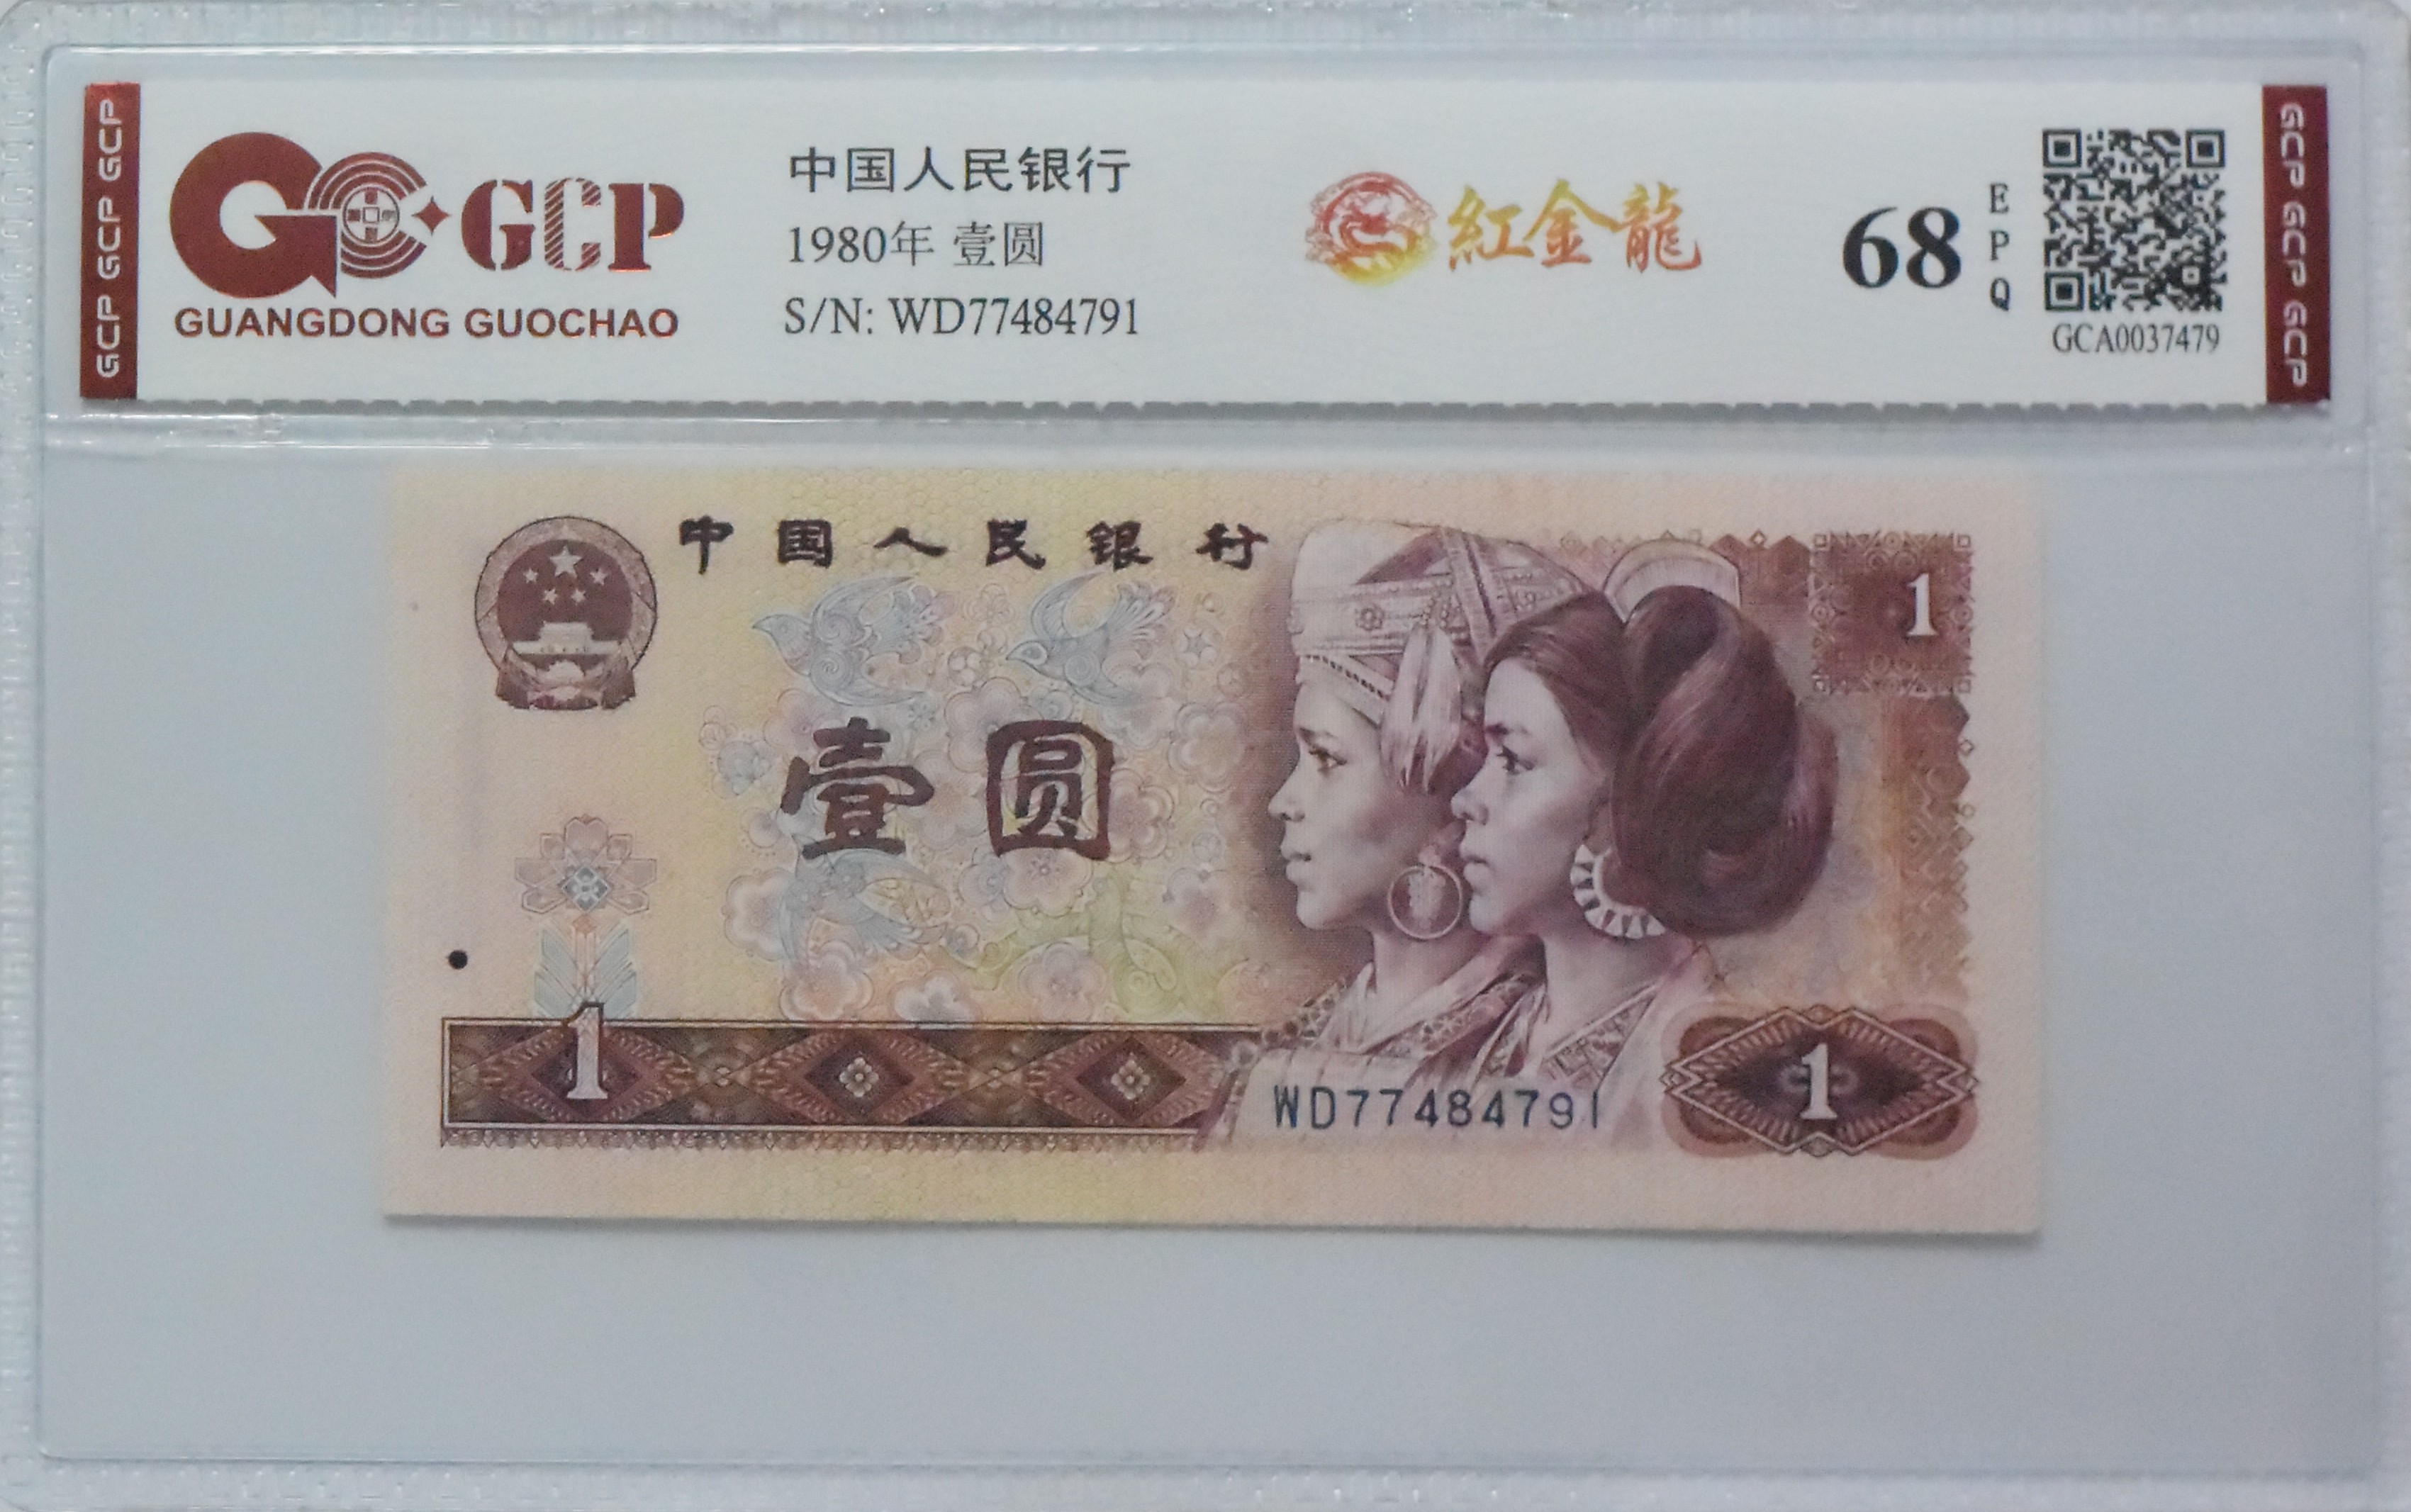 GCP GCP GCP
GCP
GUANGDONG GUOCHAO
中国人民银行
1980年 壹圆
S/N: WD77484791
紅金龍
68
EPQ
GCA0037479
GCP GCP GCP
中国人民银行
1
壹圆
1
WD77484791
1